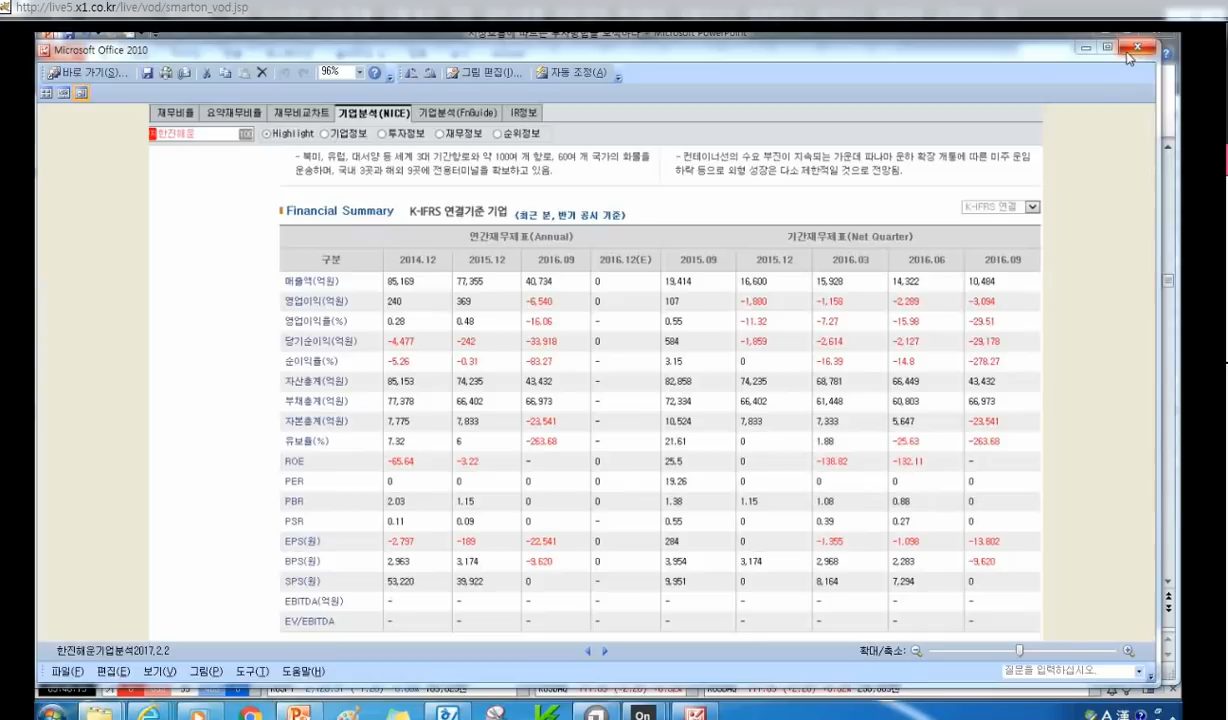 http://live5.x1.co.kr/live/vod/smarton_vod.jsp
Microsoft Office 2010
바로 가기(S)... 96% 그림 편집(I)... 자동 조정(A)
재무비율 요약재무비율 재무비교차트 기업분석(NICE) 기업분석(FnGuide) IR정보
한진해운 Highlight 기업정보 투자정보 재무정보 순위정보
- 북미, 유럽, 대서양 등 세계 3대 기간항로와 약 100여 개 항로, 60여 개 국가의 화물을
운송하며, 국내 3곳과 해외 9곳에 전용터미널을 확보하고 있음.
- 컨테이너선의 수요 부진이 지속되는 가운데 파나마 운하 확장 개통에 따른 미주 운임
하락 등으로 외형 성장은 다소 제한적일 것으로 전망됨.
Financial Summary K-IFRS 연결기준 기업 (최근 분,반기 공시 기준) K-IFRS 연결
연간재무제표(Annual) 기간재무제표(Net Quarter)
구분 2014.12 2015.12 2016.09 2016.12(E) 2015.09 2015.12 2016.03 2016.06 2016.09
매출액(억원) 85,169 77,355 40,734 0 19,414 16,600 15,928 14,322 10,484
영업이익(억원) 240 369 -6,540 0 107 -1,880 -1,158 -2,289 -3,094
영업이익률(%) 0.28 0.48 -16.06 - 0.55 -11.32 -7.27 -15.98 -29.51
당기순이익(억원) -4,477 -242 -33,918 0 584 -1,859 -2,614 -2,127 -29,178
순이익률(%) -5.26 -0.31 -83.27 - 3.15 0 -16.39 -14.8 -278.27
자산총계(억원) 85,153 74,235 43,432 - 82,858 74,235 68,781 66,449 43,432
부채총계(억원) 77,378 66,402 66,973 - 72,334 66,402 61,448 60,803 66,973
자본총계(억원) 7,775 7,833 -23,541 - 10,524 7,833 7,333 5,647 -23,541
유보율(%) 7.32 6 -263.68 - 21.61 0 1.88 -25.63 -263.68
ROE -65.64 -3.22 - 0 25.5 0 -138.82 -132.11 -
PER 0 0 0 0 19.26 0 0 0 0
PBR 2.03 1.15 0 0 1.38 1.15 1.08 0.88 0
PSR 0.11 0.09 0 - 0.55 0 0.39 0.27 0
EPS(원) -2,797 -189 -22,541 0 284 0 -1,355 -1,098 -13,802
BPS(원) 2,963 3,174 -9,620 0 3,954 3,174 2,968 2,283 -9,620
SPS(원) 53,220 39,922 0 - 9,951 0 8,164 7,294 0
EBITDA(억원) - - - - - - - - -
EV/EBITDA - - - - - - - - -
한진해운기업분석2017.2.2 확대/축소:
파일(F) 편집(E) 보기(V) 그림(P) 도구(T) 도움말(H) 질문을 입력하십시오.
On A 漢